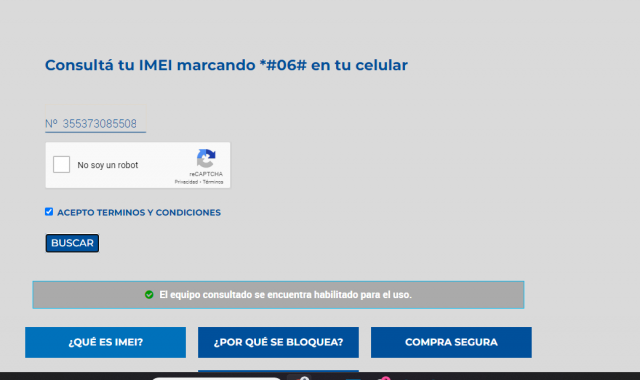 Consultá tu IMEI marcando *#06# en tu celular
Nº 355373085508
No soy un robot
reCAPTCHA
Privacidad - Términos
ACEPTO TERMINOS Y CONDICIONES
BUSCAR
El equipo consultado se encuentra habilitado para el uso.
¿QUÉ ES IMEI?
¿POR QUÉ SE BLOQUEA?
COMPRA SEGURA